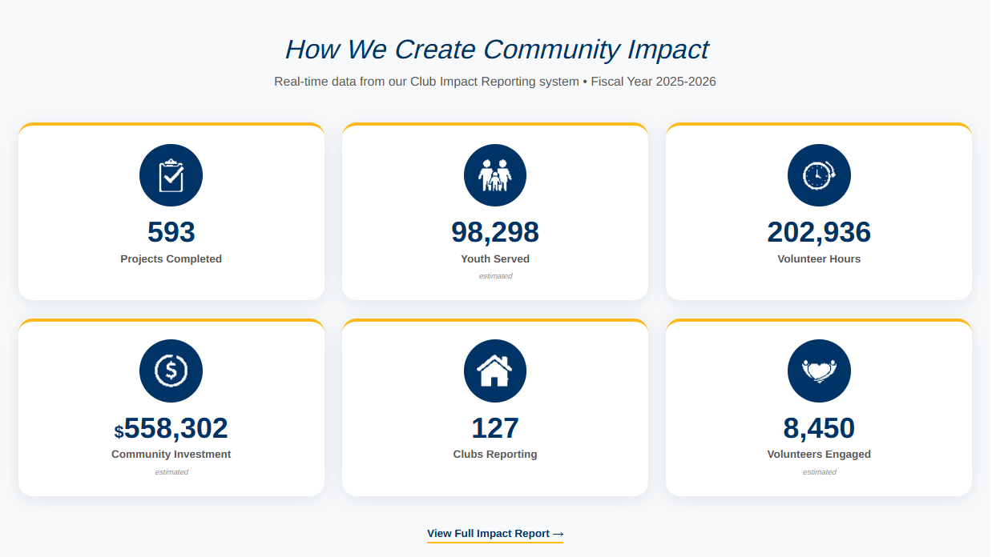 How We Create Community Impact
Real-time data from our Club Impact Reporting system • Fiscal Year 2025-2026
593
Projects Completed
98,298
Youth Served
estimated
202,936
Volunteer Hours
$558,302
Community Investment
estimated
127
Clubs Reporting
8,450
Volunteers Engaged
estimated
View Full Impact Report →